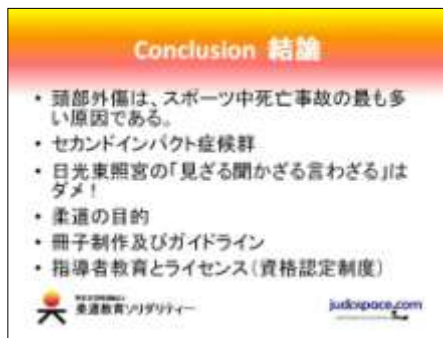 Conclusion 結論
• 頭部外傷は、スポーツ中死亡事故の最も多
い原因である。
• セカンドインパクト症候群
• 日光東照宮の「見ざる聞かざる言わざる」は
ダメ！
• 柔道の目的
• 冊子制作及びガイドライン
• 指導者教育とライセンス（資格認定制度）
柔道教育ソリダリティー
judospace.com